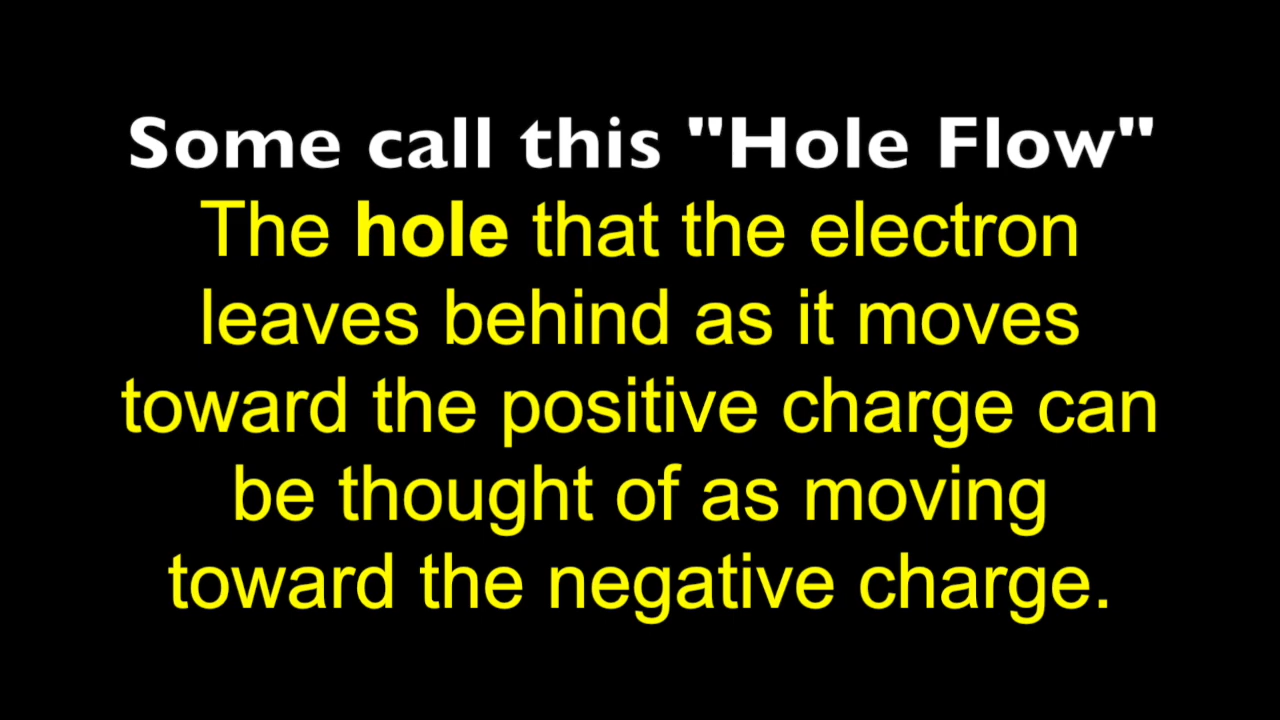 Some call this "Hole Flow"
The hole that the electron
leaves behind as it moves
toward the positive charge can
be thought of as moving
toward the negative charge.